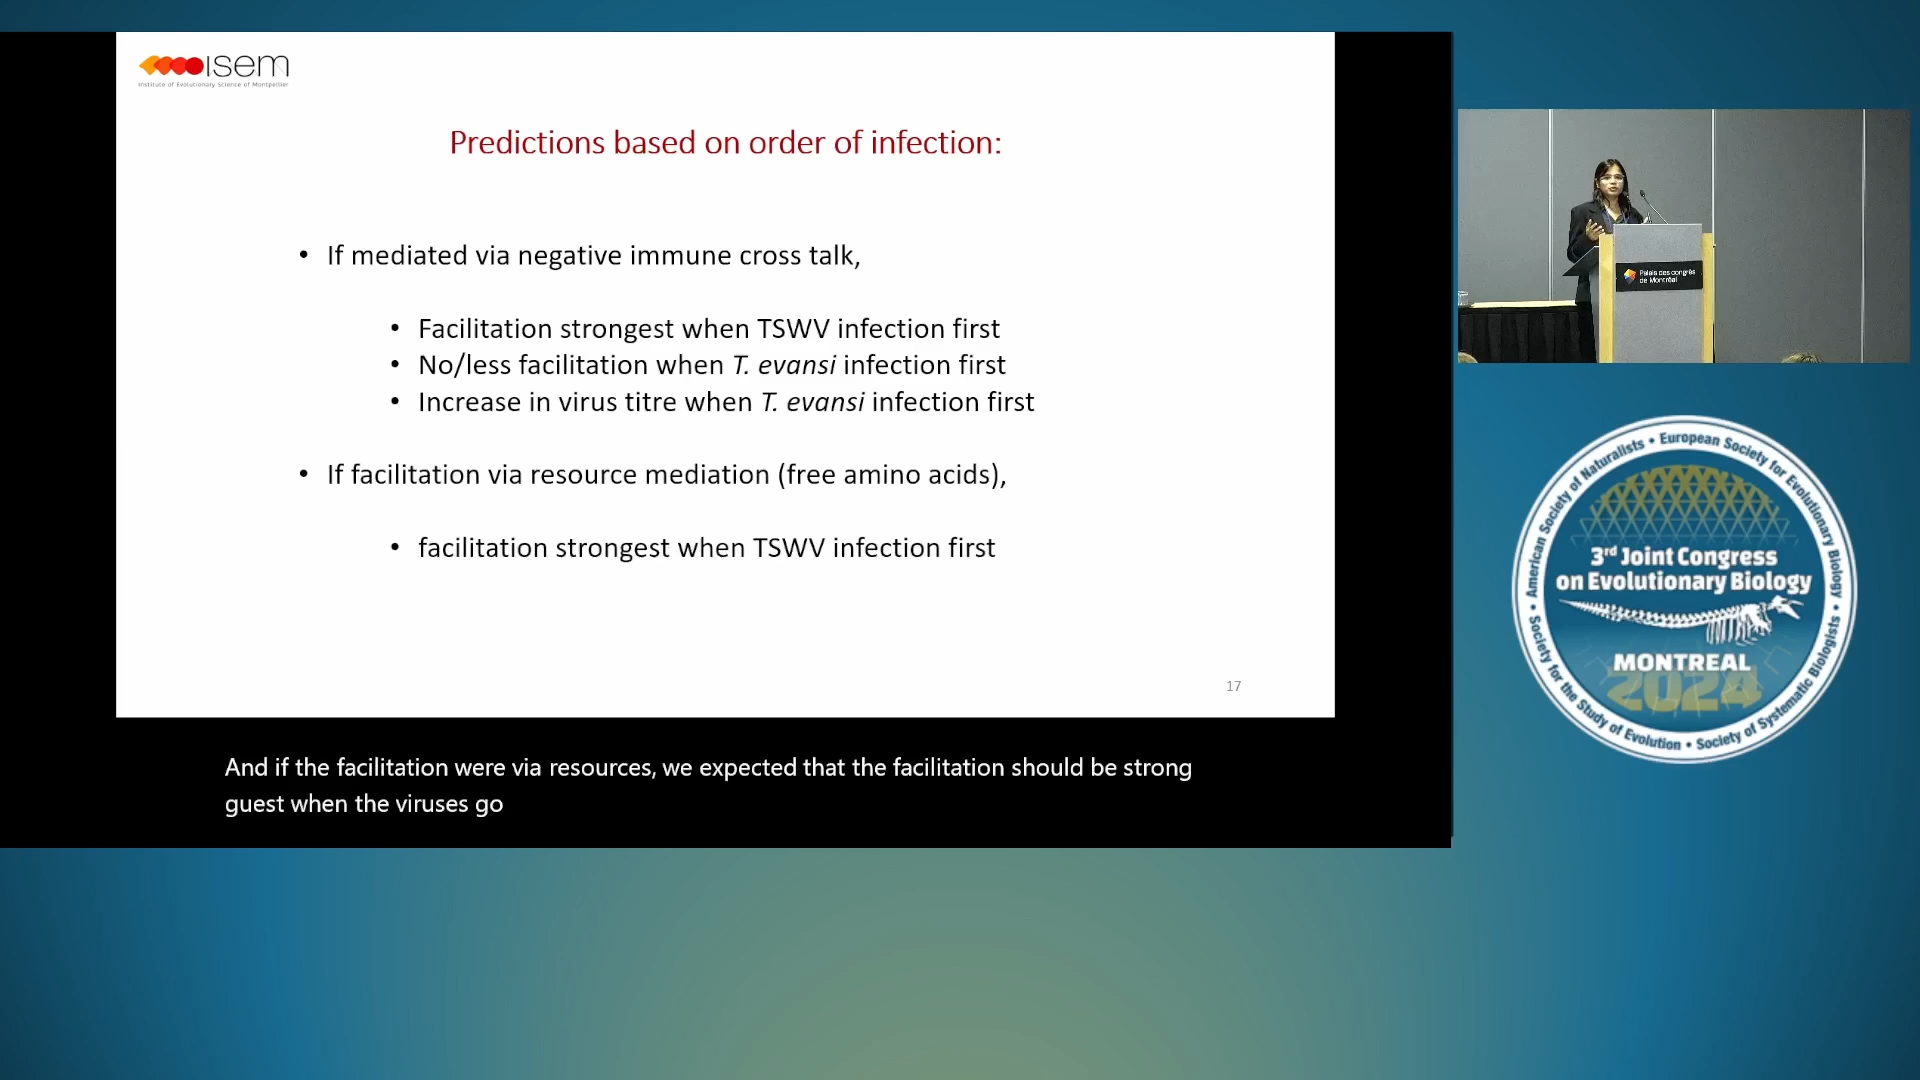 isem
Institute of Evolutionary Science of Montpellier
Predictions based on order of infection:
• If mediated via negative immune cross talk,
• Facilitation strongest when TSWV infection first
• No/less facilitation when T. evansi infection first
• Increase in virus titre when T. evansi infection first
• If facilitation via resource mediation (free amino acids),
• facilitation strongest when TSWV infection first
17
And if the facilitation were via resources, we expected that the facilitation should be strong
guest when the viruses go
Palais des congrès
de Montréal
American Society of Naturalists • European Society for Evolutionary Biology •
Society for the Study of Evolution • Society of Systematic Biologists •
3rd Joint Congress
on Evolutionary Biology
MONTREAL
2024